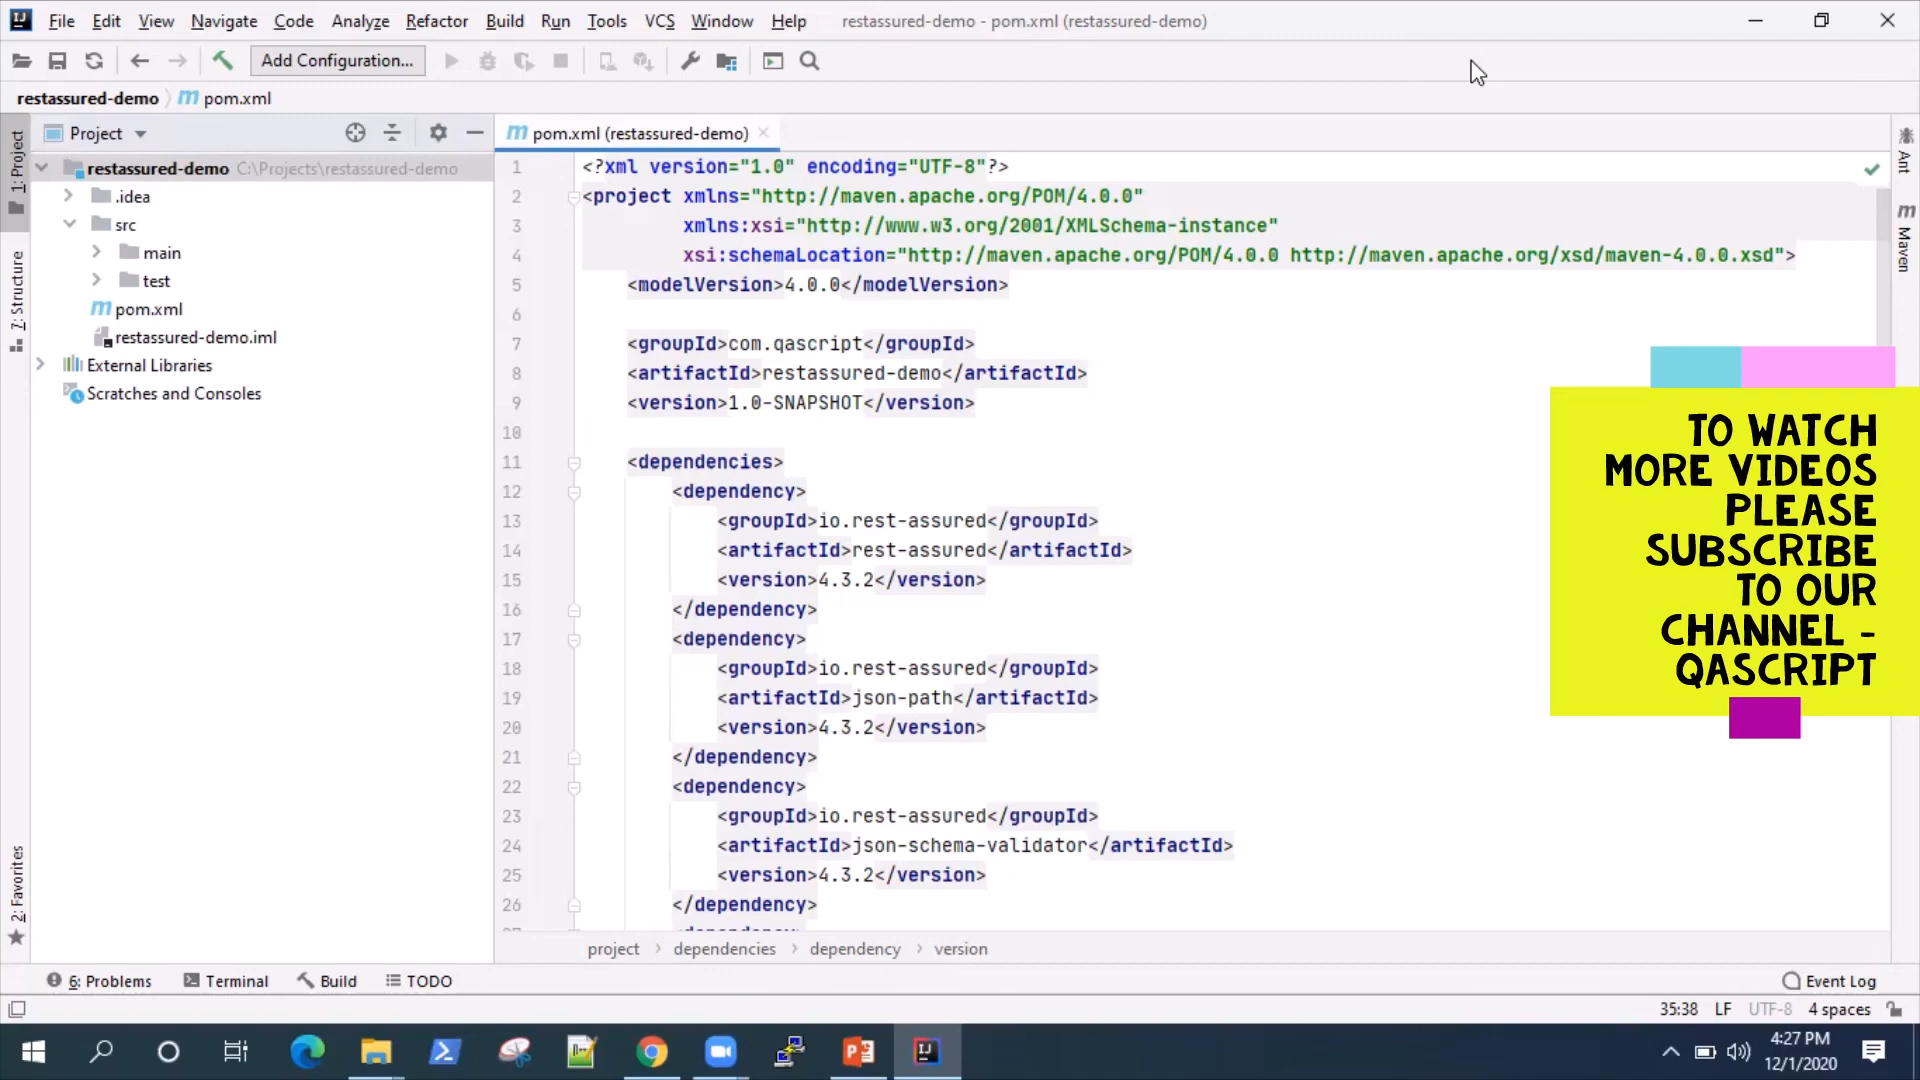 File Edit View Navigate Code Analyze Refactor Build Run Tools VCS Window Help restassured-demo - pom.xml (restassured-demo)
Add Configuration...
restassured-demo pom.xml
1: Project
7: Structure
2: Favorites
Project
restassured-demo C:\Projects\restassured-demo
.idea
src
main
test
pom.xml
restassured-demo.iml
External Libraries
Scratches and Consoles
pom.xml (restassured-demo)
1 <?xml version="1.0" encoding="UTF-8"?>
2 <project xmlns="http://maven.apache.org/POM/4.0.0"
3 xmlns:xsi="http://www.w3.org/2001/XMLSchema-instance"
4 xsi:schemaLocation="http://maven.apache.org/POM/4.0.0 http://maven.apache.org/xsd/maven-4.0.0.xsd">
5 <modelVersion>4.0.0</modelVersion>
6
7 <groupId>com.qascript</groupId>
8 <artifactId>restassured-demo</artifactId>
9 <version>1.0-SNAPSHOT</version>
10
11 <dependencies>
12 <dependency>
13 <groupId>io.rest-assured</groupId>
14 <artifactId>rest-assured</artifactId>
15 <version>4.3.2</version>
16 </dependency>
17 <dependency>
18 <groupId>io.rest-assured</groupId>
19 <artifactId>json-path</artifactId>
20 <version>4.3.2</version>
21 </dependency>
22 <dependency>
23 <groupId>io.rest-assured</groupId>
24 <artifactId>json-schema-validator</artifactId>
25 <version>4.3.2</version>
26 </dependency>
project dependencies dependency version
Ant
Maven
TO WATCH
MORE VIDEOS
PLEASE
SUBSCRIBE
TO OUR
CHANNEL -
QASCRIPT
6: Problems Terminal Build TODO Event Log
35:38 LF UTF-8 4 spaces
4:27 PM
12/1/2020